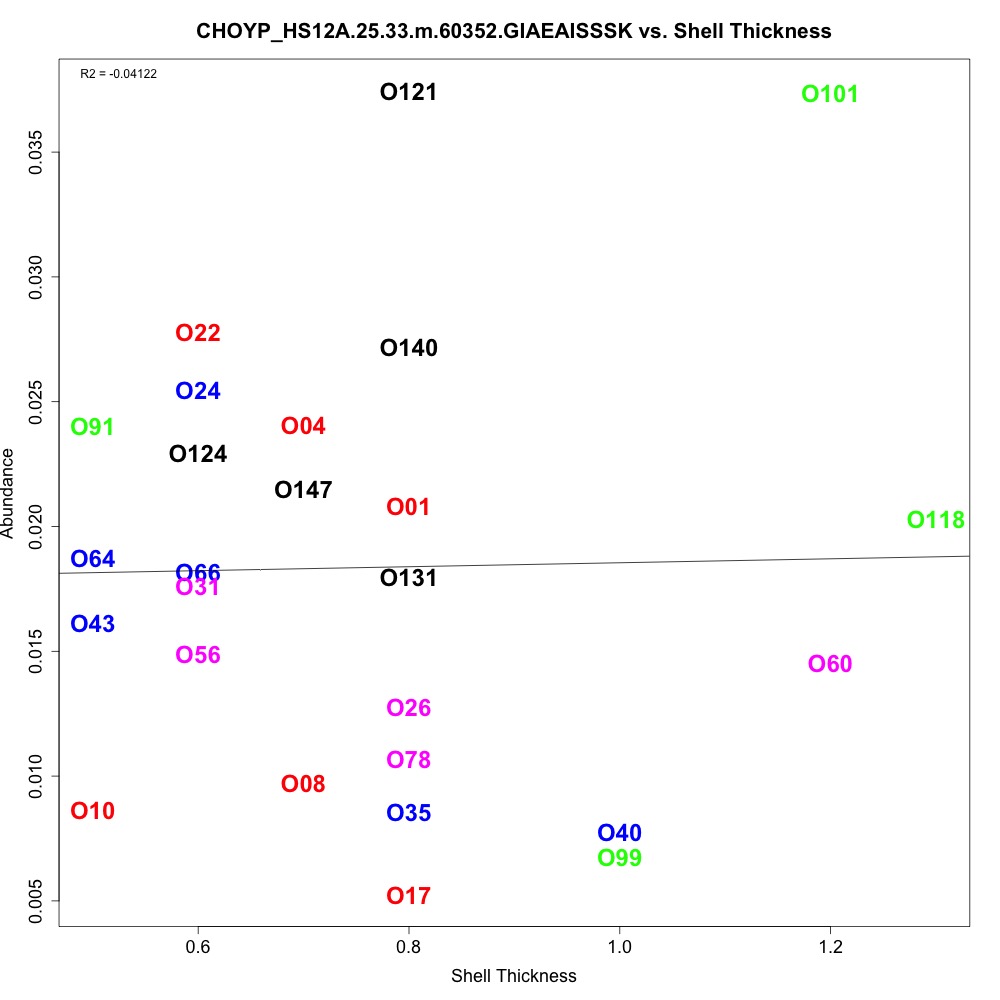 CHOYP_HS12A.25.33.m.60352.GIAEAISSSK vs. Shell Thickness
R2 = -0.04122
O121
O101
0.035
0.030
O22
O140
O24
0.025
O91
O04
O124
O147
O01
O118
0.020
Abundance
O64
O66
O131
O31
O43
O56
0.015
O60
O26
O78
0.010
O08
O10
O35
O40
O99
O17
0.005
0.6 0.8 1.0 1.2
Shell Thickness